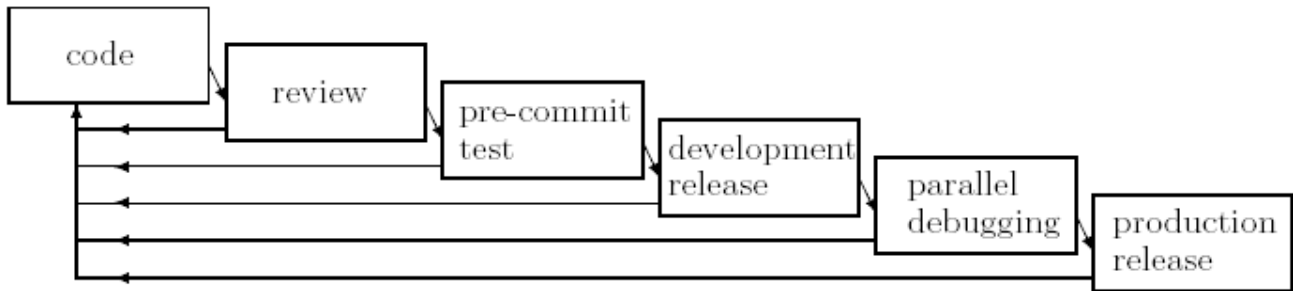 code
review
pre-commit
test
development
release
parallel
debugging
production
release